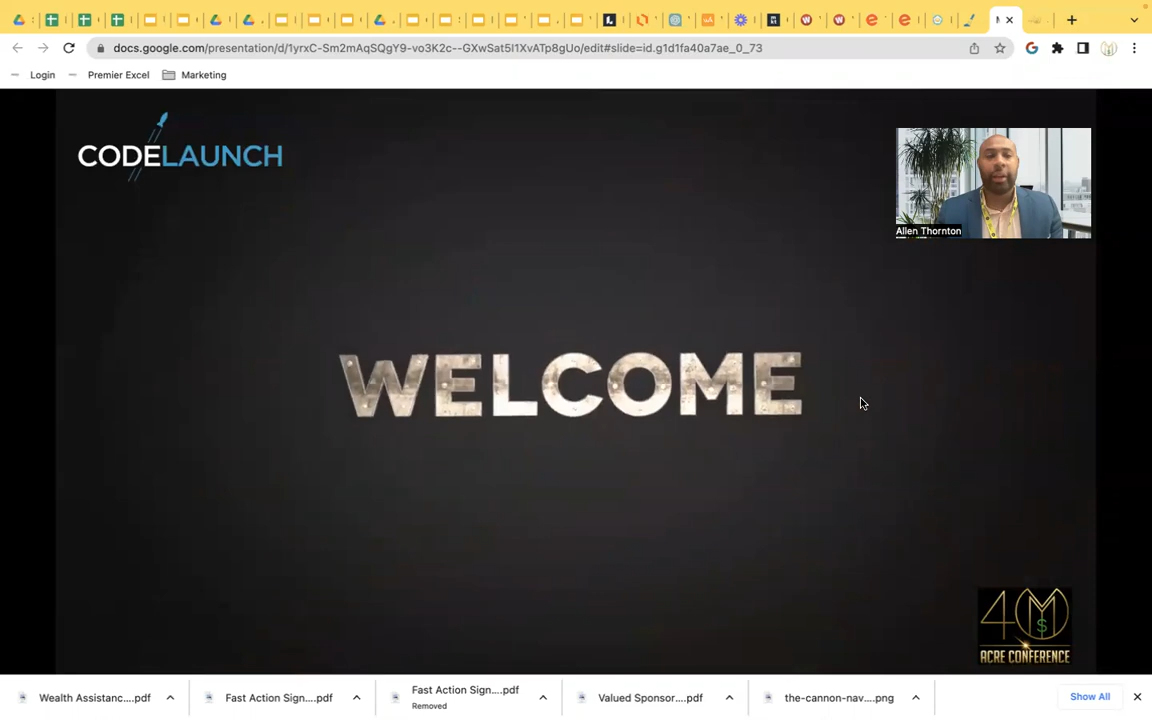 docs.google.com/presentation/d/1yrxC-Sm2mAqSQgY9-vo3K2c--GXwSat5I1XvATp8gUo/edit#slide=id.g1d1fa40a7ae_0_73
Login
Premier Excel
Marketing
CODELAUNCH
Allen Thornton
WELCOME
40M
$
ACRE CONFERENCE
Wealth Assistanc....pdf
Fast Action Sign....pdf
Fast Action Sign....pdf
Removed
Valued Sponsor....pdf
the-cannon-nav....png
Show All